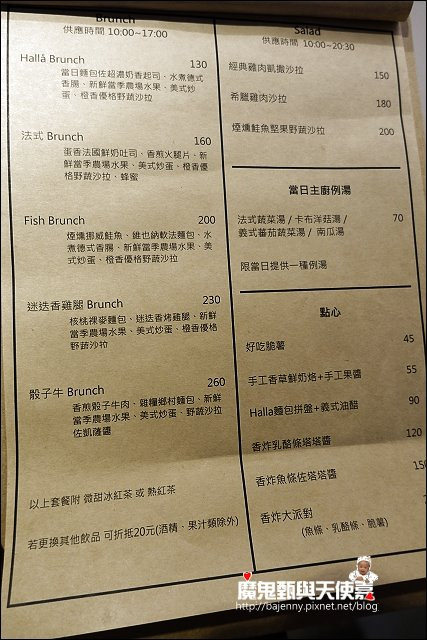 Brunch
供應時間 10:00~17:00
Hallå Brunch 130
當日麵包佐超濃奶香起司、水煮德式
香腸、新鮮當季農場水果、美式炒
蛋、橙香優格野蔬沙拉
法式 Brunch 160
蛋香法國鮮奶吐司、香煎火腿片、新
鮮當季農場水果、美式炒蛋、橙香優
格野蔬沙拉、蜂蜜
Fish Brunch 200
煙燻挪威鮭魚、維也納軟法麵包、水
煮德式香腸、新鮮當季農場水果、美
式炒蛋、橙香優格野蔬沙拉
迷迭香雞腿 Brunch 230
核桃裸麥麵包、迷迭香烤雞腿、新鮮
當季農場水果、美式炒蛋、橙香優格
野蔬沙拉
骰子牛 Brunch 260
香煎骰子牛肉、雜糧鄉村麵包、新鮮
當季農場水果、美式炒蛋、野蔬沙拉
佐凱薩醬
以上套餐附 微甜冰紅茶 或 熱紅茶
若更換其他飲品 可折抵20元(酒精、果汁類除外)
Salad
供應時間 10:00~20:30
經典雞肉凱撒沙拉 150
希臘雞肉沙拉 180
煙燻鮭魚堅果野蔬沙拉 200
當日主廚例湯
法式蔬菜湯 / 卡布洋菇湯 / 70
義式蕃茄蔬菜湯 / 南瓜湯
限當日提供一種例湯
點心
好吃脆薯 45
手工香草鮮奶烙+手工果醬 55
Halla麵包拼盤+義式油醋 90
香炸乳酪條塔塔醬 120
香炸魚條佐塔塔醬 150
香炸大派對
(魚條、乳酪條、脆薯)
魔鬼甄與天使嘉
http://bajenny.pixnet.net/blog